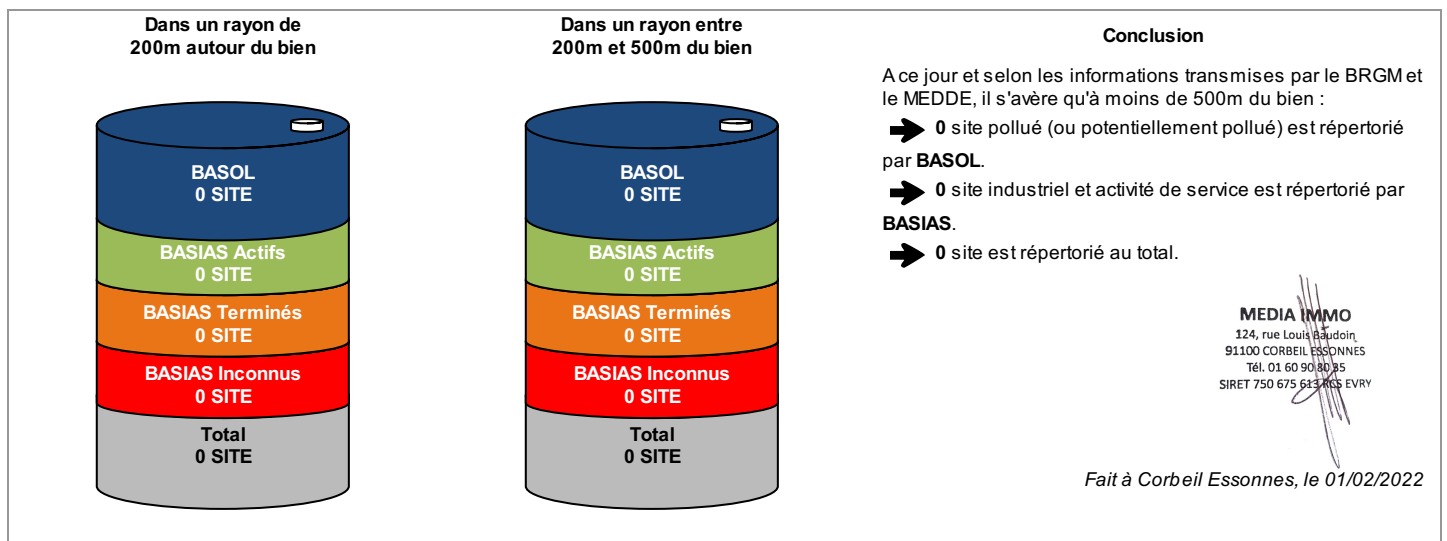 Dans un rayon de
200m autour du bien
BASOL
0 SITE
BASIAS Actifs
0 SITE
BASIAS Terminés
0 SITE
BASIAS Inconnus
0 SITE
Total
0 SITE
Dans un rayon entre
200m et 500m du bien
BASOL
0 SITE
BASIAS Actifs
0 SITE
BASIAS Terminés
0 SITE
BASIAS Inconnus
0 SITE
Total
0 SITE
Conclusion
A ce jour et selon les informations transmises par le BRGM et
le MEDDE, il s'avère qu'à moins de 500m du bien :
0 site pollué (ou potentiellement pollué) est répertorié
par BASOL.
0 site industriel et activité de service est répertorié par
BASIAS.
0 site est répertorié au total.
MEDIA IMMO
124, rue Louis Baudoin
91100 CORBEIL ESSONNES
Tél. 01 60 90 80 85
SIRET 750 675 613 RCS EVRY
Fait à Corbeil Essonnes, le 01/02/2022